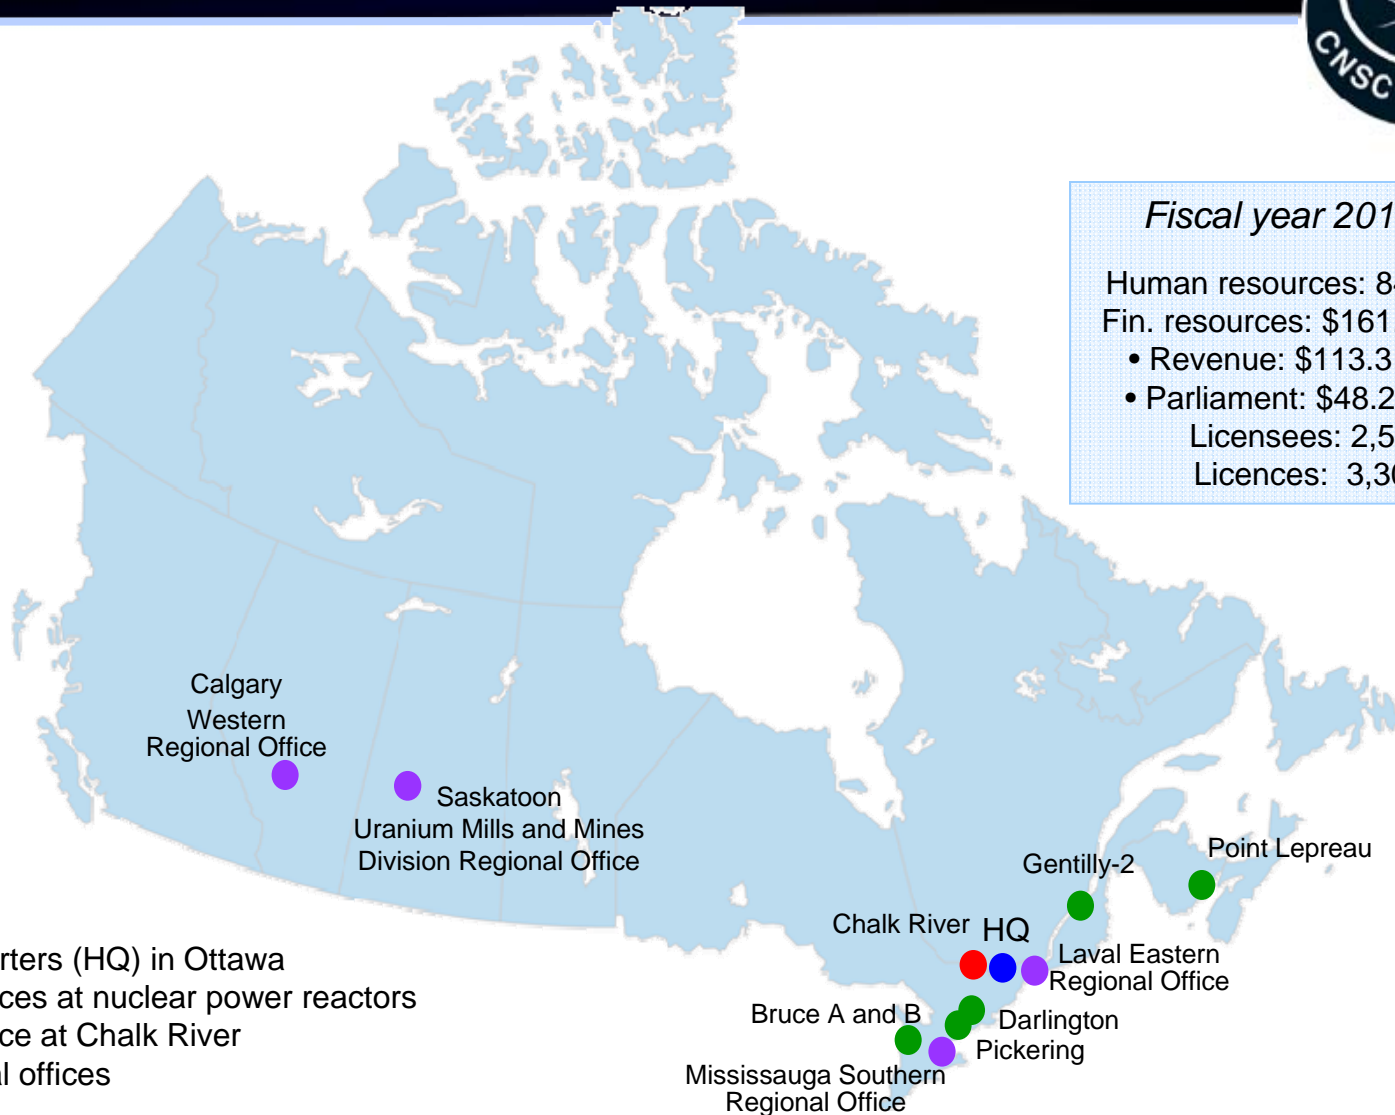 CNSC
Fiscal year 201
Human resources: 84
Fin. resources: $161
• Revenue: $113.3
• Parliament: $48.2
Licensees: 2,5
Licences: 3,36
Calgary
Western
Regional Office
Saskatoon
Uranium Mills and Mines
Division Regional Office
Point Lepreau
Gentilly-2
Chalk River
HQ
Laval Eastern
Regional Office
Bruce A and B
Darlington
Pickering
Mississauga Southern
Regional Office
rters (HQ) in Ottawa
ces at nuclear power reactors
ce at Chalk River
al offices